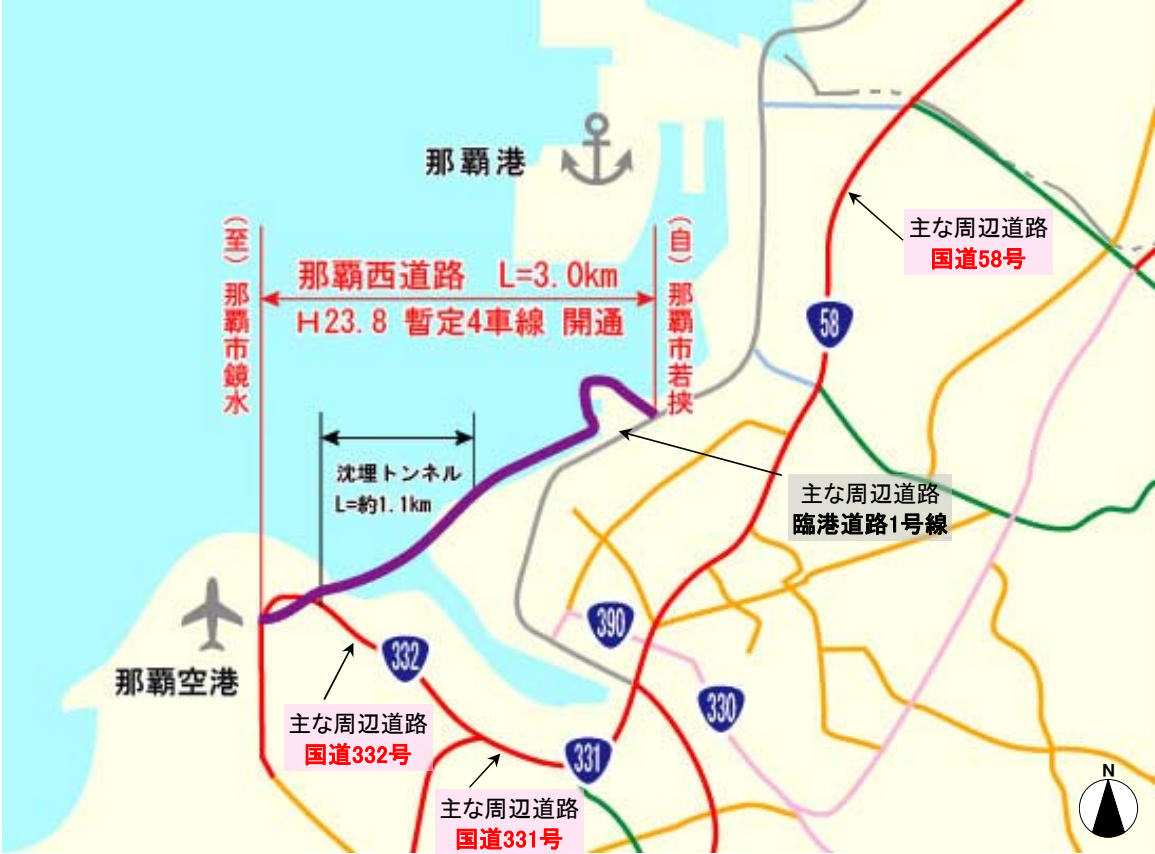 那覇港
(至)那覇市鏡水
那覇西道路 L=3.0km
H23.8 暫定4車線 開通
(自)那覇市若挟
主な周辺道路
国道58号
58
沈埋トンネル
L=約1.1km
主な周辺道路
臨港道路1号線
390
332
330
331
那覇空港
主な周辺道路
国道332号
主な周辺道路
国道331号
N